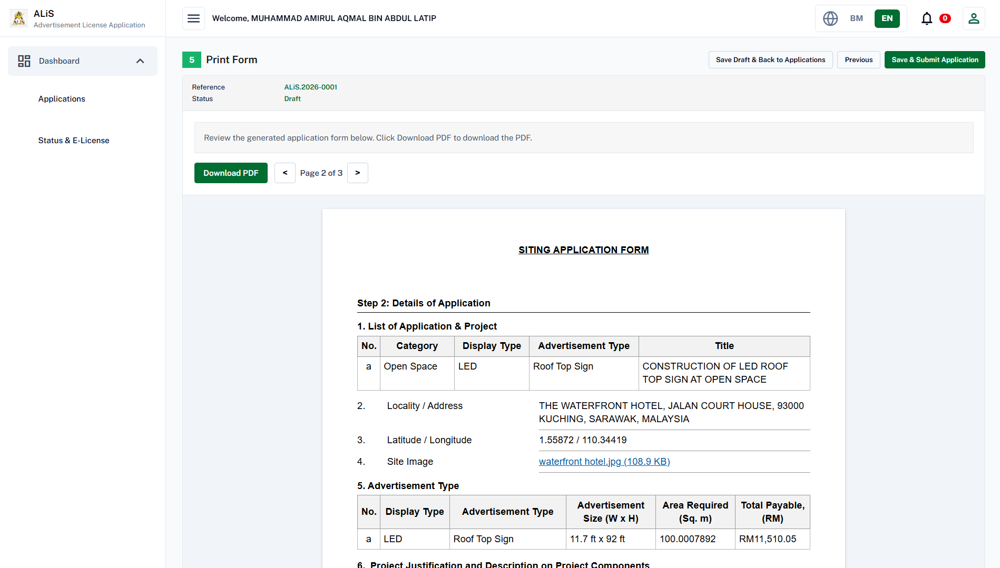 ALiS
Advertisement License Application
Welcome, MUHAMMAD AMIRUL AQMAL BIN ABDUL LATIP
BM
EN
0
Dashboard
Applications
Status & E-License
5
Print Form
Save Draft & Back to Applications
Previous
Save & Submit Application
Reference
ALiS.2026-0001
Status
Draft
Review the generated application form below. Click Download PDF to download the PDF.
Download PDF
<
Page 2 of 3
>
SITING APPLICATION FORM
Step 2: Details of Application
1. List of Application & Project
No.
Category
Display Type
Advertisement Type
Title
a
Open Space
LED
Roof Top Sign
CONSTRUCTION OF LED ROOF
TOP SIGN AT OPEN SPACE
2.
Locality / Address
THE WATERFRONT HOTEL, JALAN COURT HOUSE, 93000
KUCHING, SARAWAK, MALAYSIA
3.
Latitude / Longitude
1.55872 / 110.34419
4.
Site Image
waterfront hotel.jpg (108.9 KB)
5. Advertisement Type
No.
Display Type
Advertisement Type
Advertisement
Size (W x H)
Area Required
(Sq. m)
Total Payable,
(RM)
a
LED
Roof Top Sign
11.7 ft x 92 ft
100.0007892
RM11,510.05
6. Project Justification and Description on Project Components